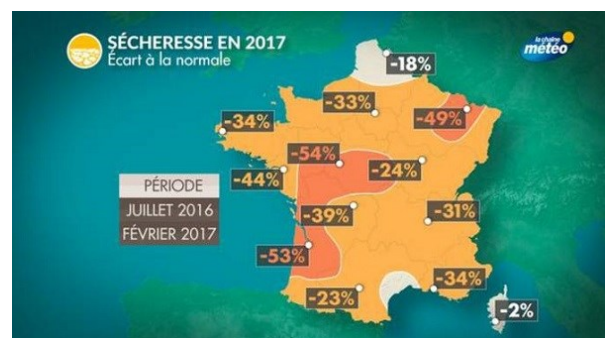 SÉCHERESSE EN 2017
Écart à la normale
la chaîne
météo
-18%
-33%
-49%
-34%
-54%
-24%
-44%
PÉRIODE
JUILLET 2016
FÉVRIER 2017
-39%
-31%
-53%
-23%
-34%
-2%